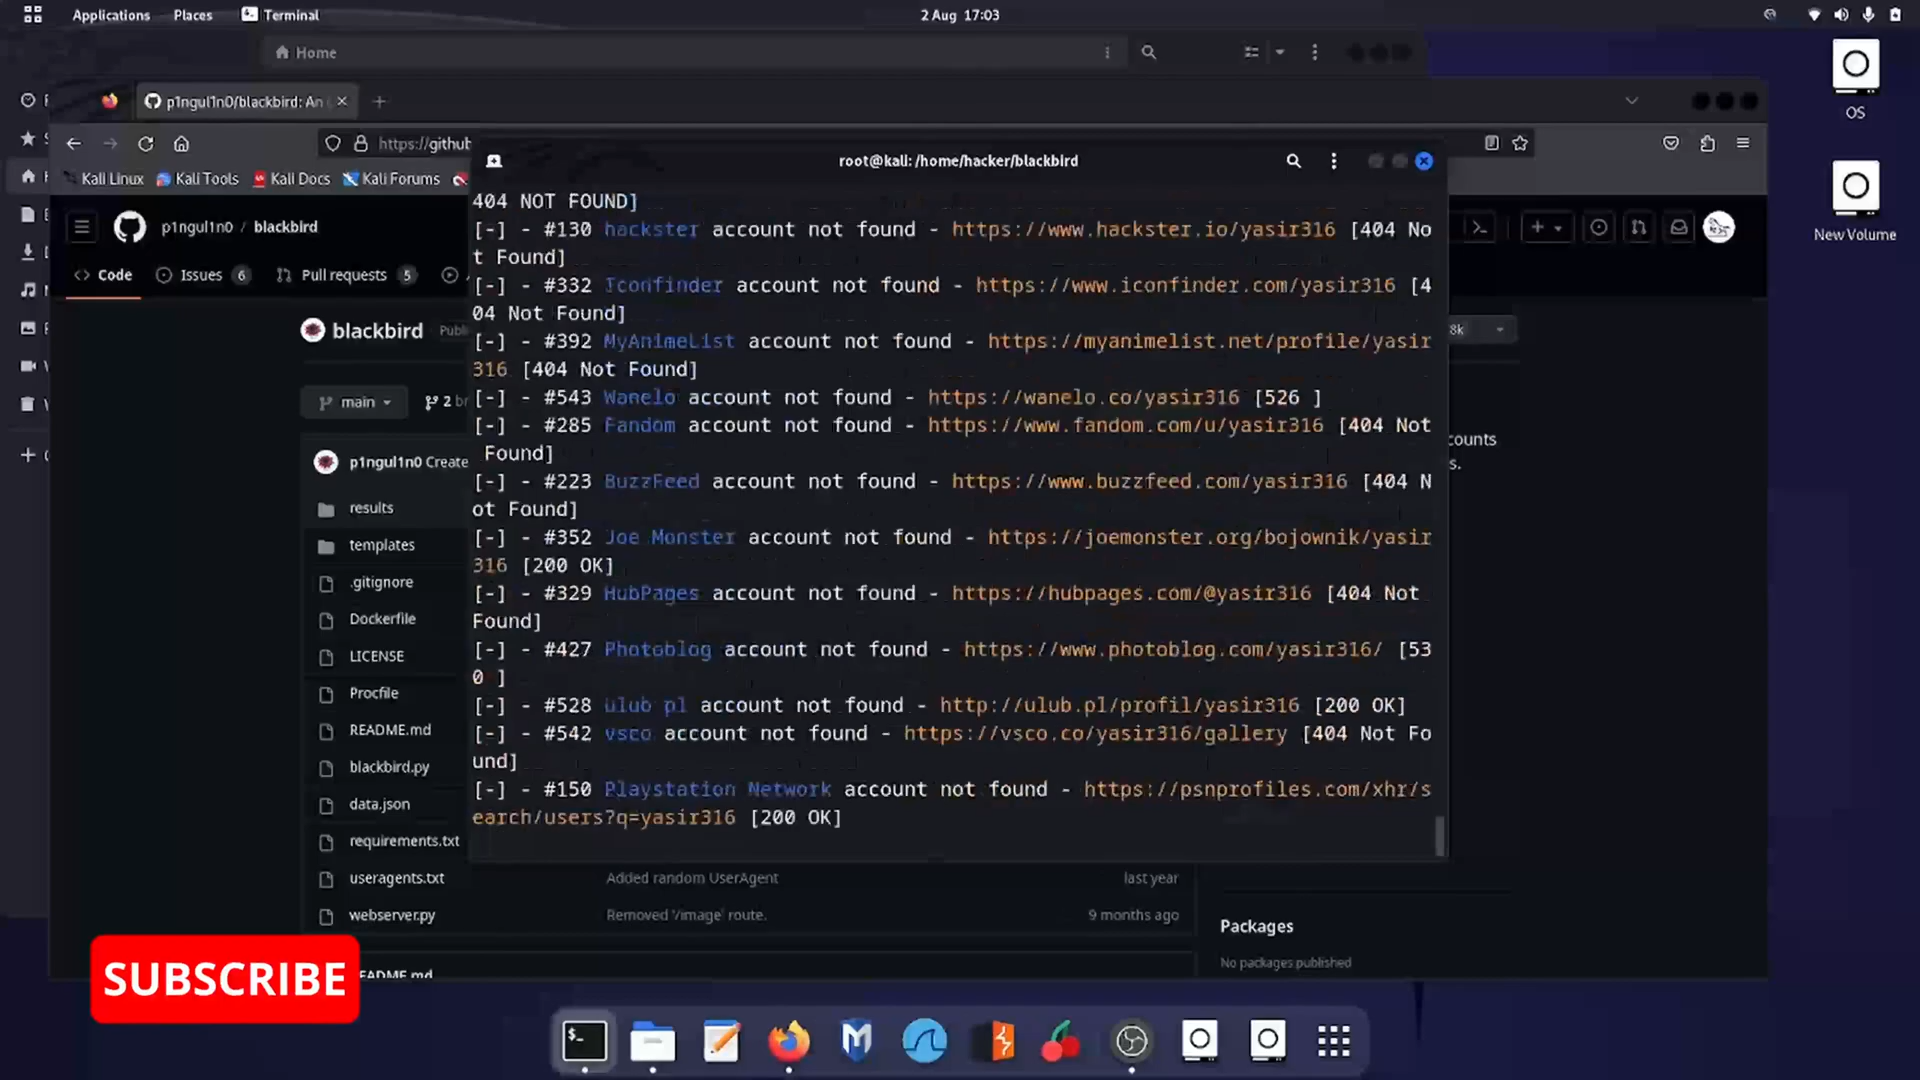 Applications Places Terminal 2 Aug 17:03
Home
p1ngul1n0/blackbird: An
https://github
root@kali: /home/hacker/blackbird
Kali Linux Kali Tools Kali Docs Kali Forums
p1ngul1n0 / blackbird
Code Issues 6 Pull requests 5
blackbird
main 2 br
8k
counts
s.
p1ngul1n0 Create
results
templates
.gitignore
Dockerfile
LICENSE
Procfile
README.md
blackbird.py
data.json
requirements.txt
useragents.txt Added random UserAgent last year
webserver.py Removed '/image' route. 9 months ago
404 NOT FOUND]
[-] - #130 hackster account not found - https://www.hackster.io/yasir316 [404 No
t Found]
[-] - #332 Iconfinder account not found - https://www.iconfinder.com/yasir316 [4
04 Not Found]
[-] - #392 MyAnimeList account not found - https://myanimelist.net/profile/yasir
316 [404 Not Found]
[-] - #543 Wanelo account not found - https://wanelo.co/yasir316 [526 ]
[-] - #285 Fandom account not found - https://www.fandom.com/u/yasir316 [404 Not
Found]
[-] - #223 BuzzFeed account not found - https://www.buzzfeed.com/yasir316 [404 N
ot Found]
[-] - #352 Joe Monster account not found - https://joemonster.org/bojownik/yasir
316 [200 OK]
[-] - #329 HubPages account not found - https://hubpages.com/@yasir316 [404 Not
Found]
[-] - #427 Photoblog account not found - https://www.photoblog.com/yasir316/ [53
0 ]
[-] - #528 ulub pl account not found - http://ulub.pl/profil/yasir316 [200 OK]
[-] - #542 vsco account not found - https://vsco.co/yasir316/gallery [404 Not Fo
und]
[-] - #150 Playstation Network account not found - https://psnprofiles.com/xhr/s
earch/users?q=yasir316 [200 OK]
Packages
No packages published
OS
New Volume
SUBSCRIBE